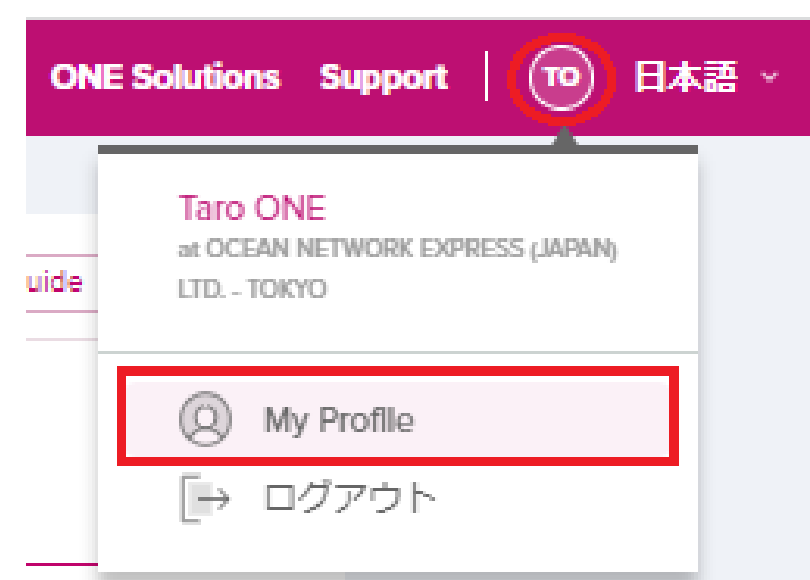 ONE Solutions Support TO 日本語
Taro ONE
at OCEAN NETWORK EXPRESS (JAPAN)
LTD. - TOKYO
uide
My Profile
ログアウト